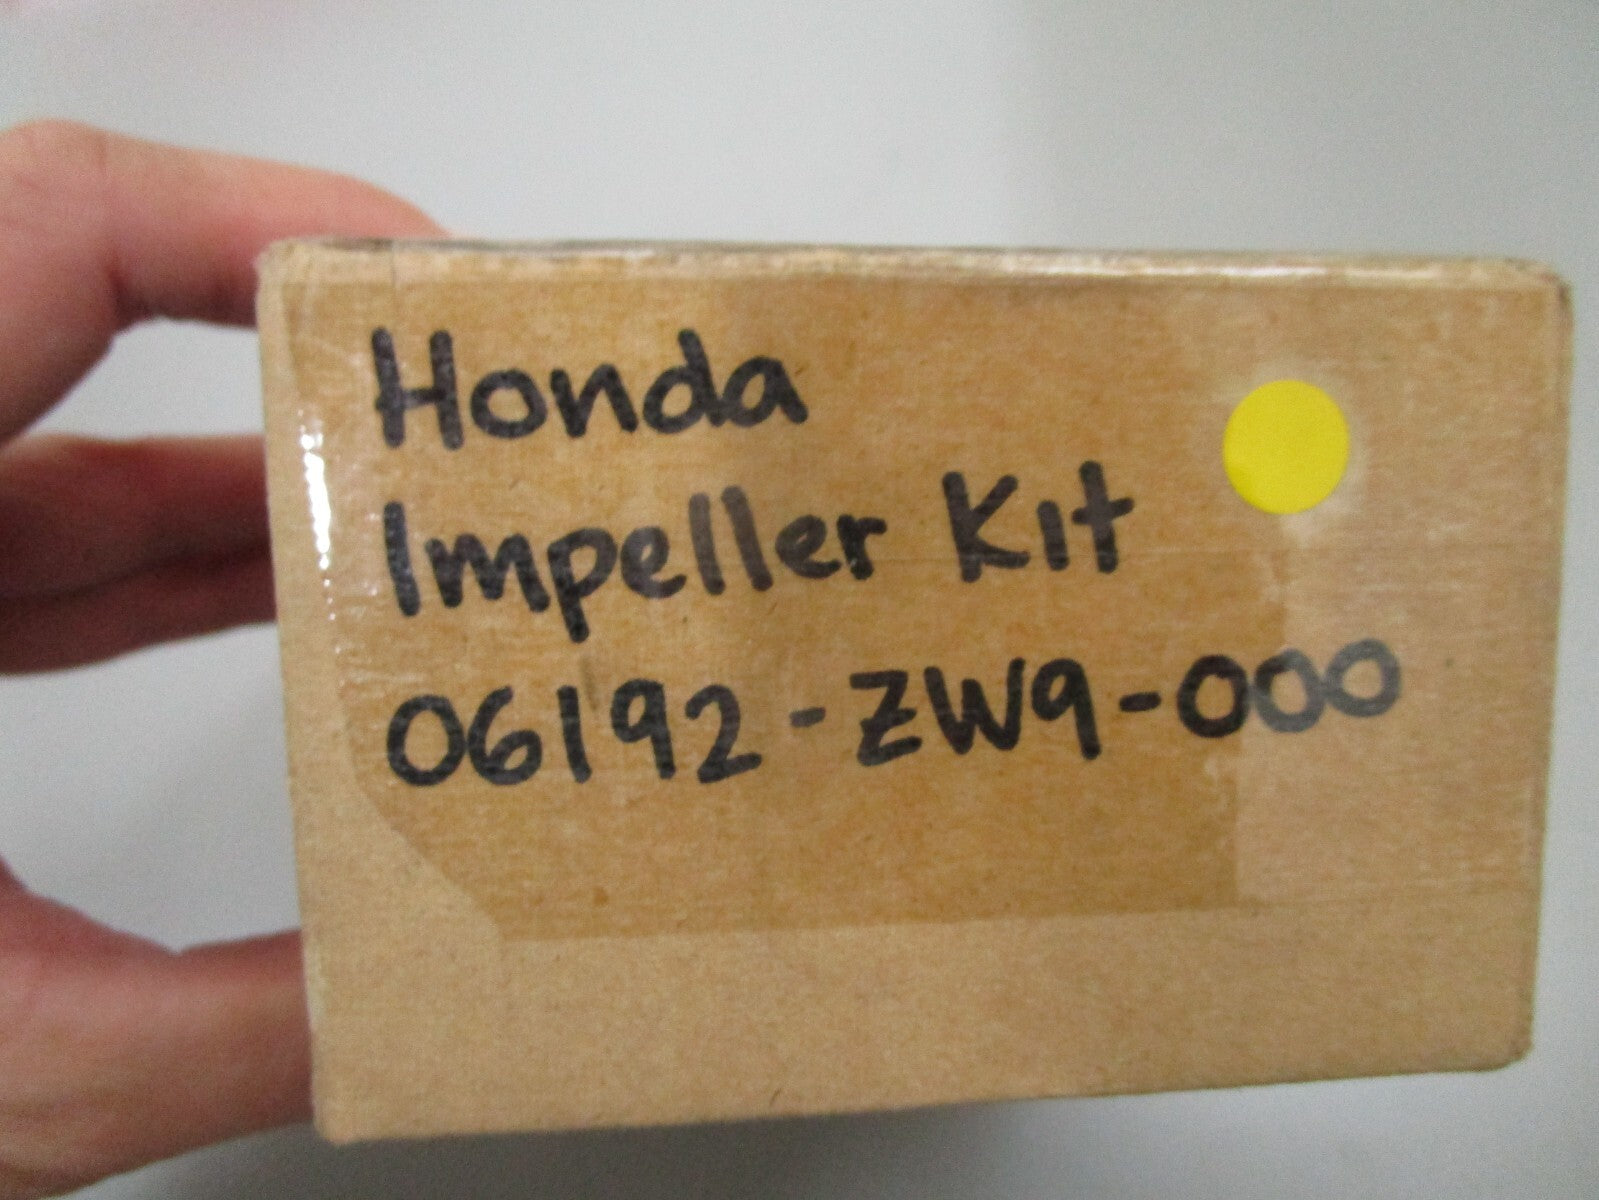 Honda
Impeller Kit
06192-ZW9-000